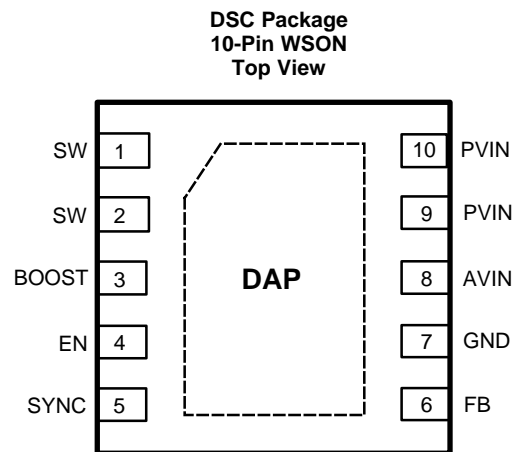 DSC Package
10-Pin WSON
Top View
SW 1 10 PVIN
SW 2 9 PVIN
BOOST 3 DAP 8 AVIN
EN 4 7 GND
SYNC 5 6 FB